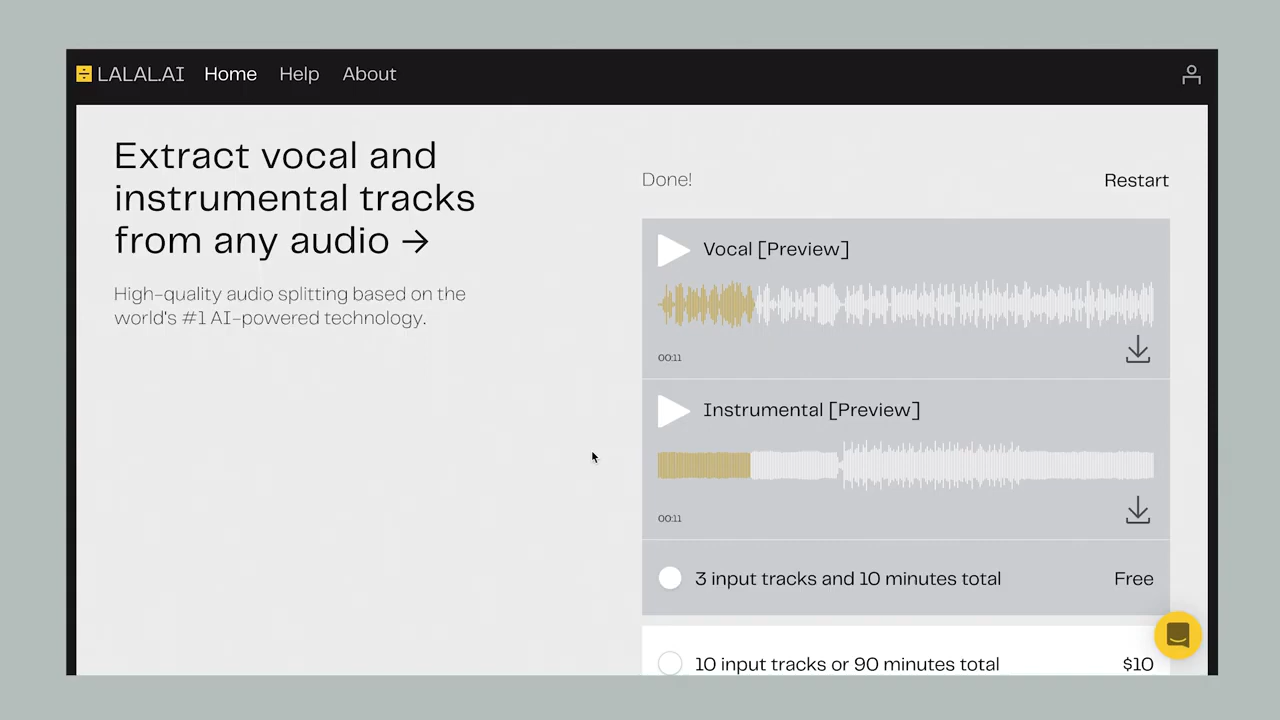 LALAL.AI Home Help About
Extract vocal and
instrumental tracks
from any audio →
High-quality audio splitting based on the
world's #1 AI-powered technology.
Done! Restart
Vocal [Preview]
00:11
Instrumental [Preview]
00:11
3 input tracks and 10 minutes total Free
10 input tracks or 90 minutes total $10